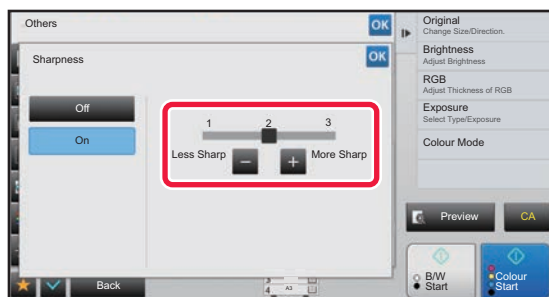 Others
OK
Sharpness
OK
Off
On
1 2 3
Less Sharp
More Sharp
Back
3
4 A3
Original
Change Size/Direction.
Brightness
Adjust Brightness
RGB
Adjust Thickness of RGB
Exposure
Select Type/Exposure
Colour Mode
Preview
CA
B/W
Start
Colour
Start